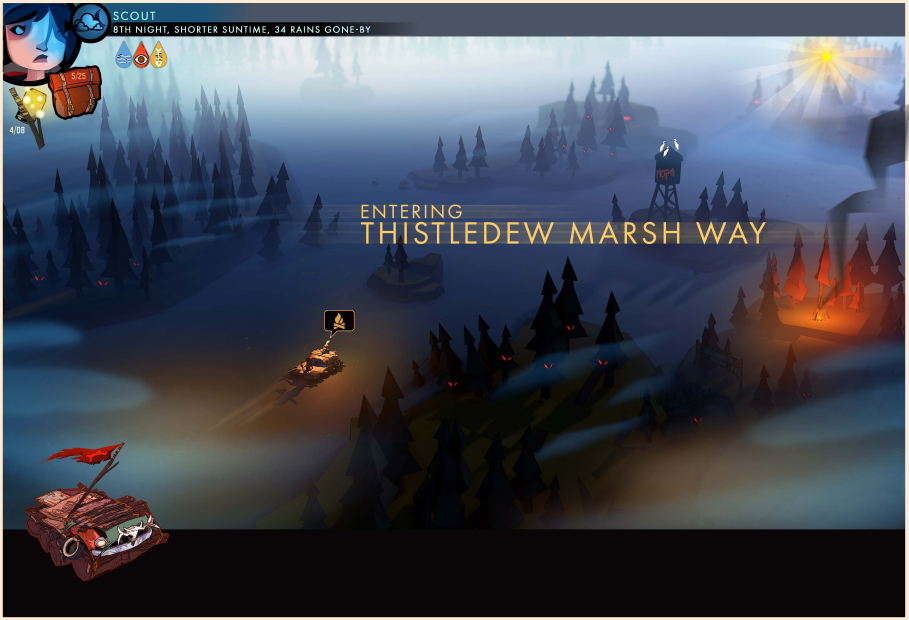 SCOUT
8TH NIGHT, SHORTER SUNTIME, 34 RAINS GONE-BY
5/25
4/08
HOPE
ENTERING
THISTLEDEW MARSH WAY